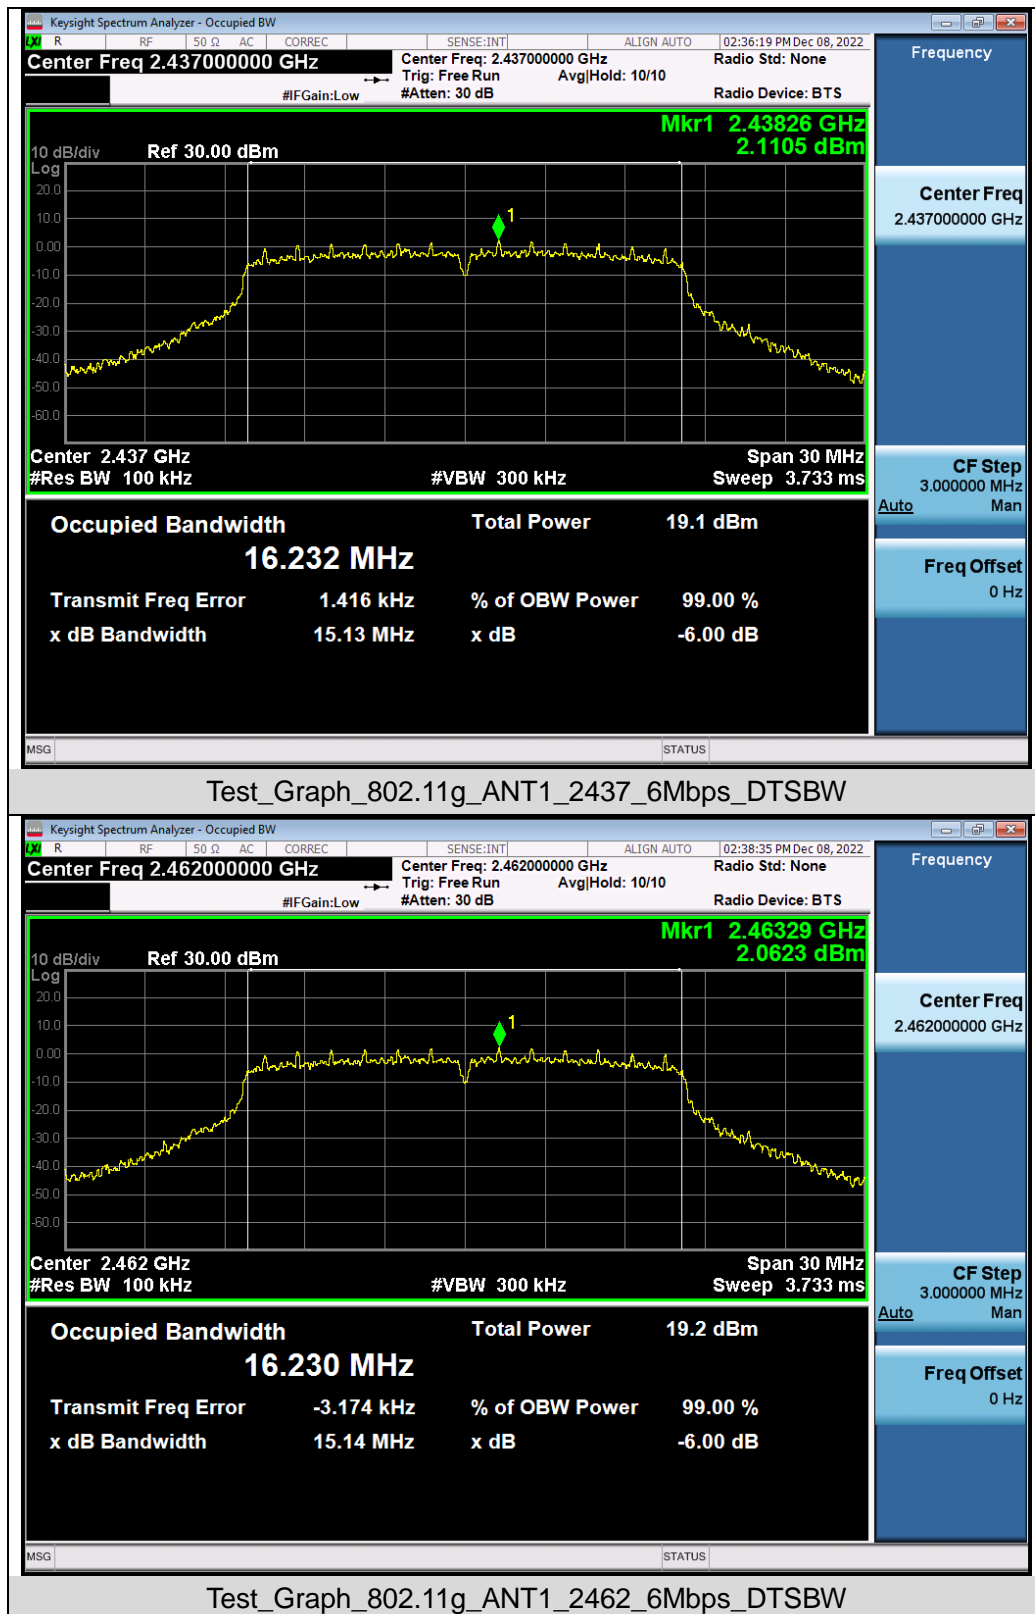 Keysight Spectrum Analyzer - Occupied BW
LXI R RF 50 Ω AC CORREC SENSE:INT ALIGN AUTO 02:36:19 PM Dec 08, 2022
Center Freq 2.437000000 GHz
#IFGain:Low
Center Freq: 2.437000000 GHz
Trig: Free Run Avg|Hold: 10/10
#Atten: 30 dB
Radio Std: None
Radio Device: BTS
Frequency
Mkr1 2.43826 GHz
2.1105 dBm
10 dB/div Ref 30.00 dBm
Log
20.0
10.0
0.00
-10.0
-20.0
-30.0
-40.0
-50.0
-60.0
1
Center 2.437 GHz Span 30 MHz
#Res BW 100 kHz #VBW 300 kHz Sweep 3.733 ms
Center Freq
2.437000000 GHz
CF Step
3.000000 MHz
Auto Man
Freq Offset
0 Hz
Occupied Bandwidth Total Power 19.1 dBm
16.232 MHz
Transmit Freq Error 1.416 kHz % of OBW Power 99.00 %
x dB Bandwidth 15.13 MHz x dB -6.00 dB
MSG STATUS
Test_Graph_802.11g_ANT1_2437_6Mbps_DTSBW
Keysight Spectrum Analyzer - Occupied BW
LXI R RF 50 Ω AC CORREC SENSE:INT ALIGN AUTO 02:38:35 PM Dec 08, 2022
Center Freq 2.462000000 GHz
#IFGain:Low
Center Freq: 2.462000000 GHz
Trig: Free Run Avg|Hold: 10/10
#Atten: 30 dB
Radio Std: None
Radio Device: BTS
Frequency
Mkr1 2.46329 GHz
2.0623 dBm
10 dB/div Ref 30.00 dBm
Log
20.0
10.0
0.00
-10.0
-20.0
-30.0
-40.0
-50.0
-60.0
1
Center 2.462 GHz Span 30 MHz
#Res BW 100 kHz #VBW 300 kHz Sweep 3.733 ms
Center Freq
2.462000000 GHz
CF Step
3.000000 MHz
Auto Man
Freq Offset
0 Hz
Occupied Bandwidth Total Power 19.2 dBm
16.230 MHz
Transmit Freq Error -3.174 kHz % of OBW Power 99.00 %
x dB Bandwidth 15.14 MHz x dB -6.00 dB
MSG STATUS
Test_Graph_802.11g_ANT1_2462_6Mbps_DTSBW